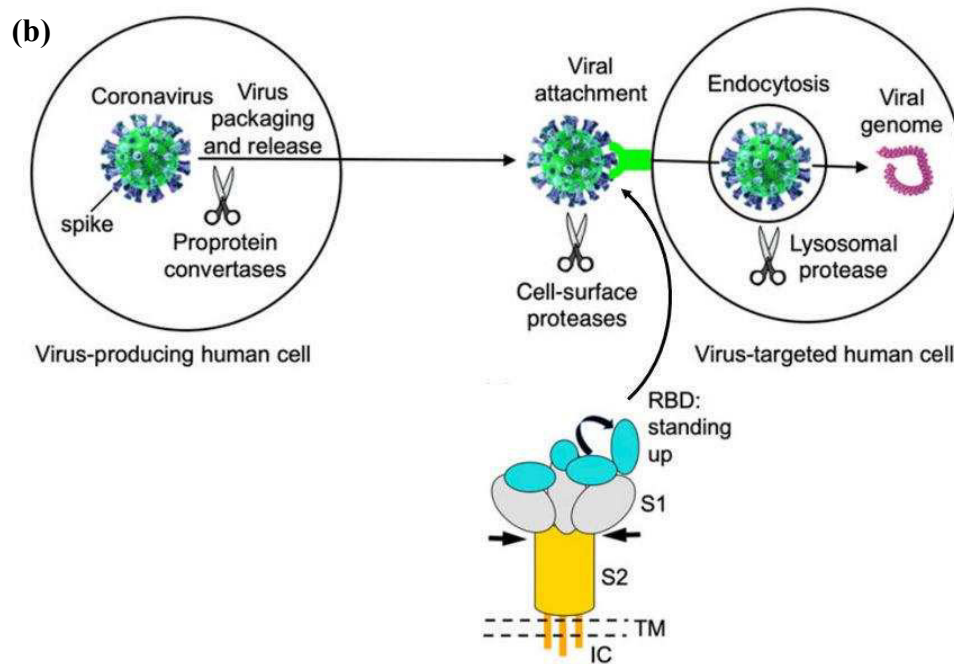 (b)
Coronavirus
Virus
packaging
and release
spike
Proprotein
convertases
Virus-producing human cell
Viral
attachment
Cell-surface
proteases
Endocytosis
Viral
genome
Lysosomal
protease
Virus-targeted human cell
RBD:
standing
up
S1
S2
TM
IC